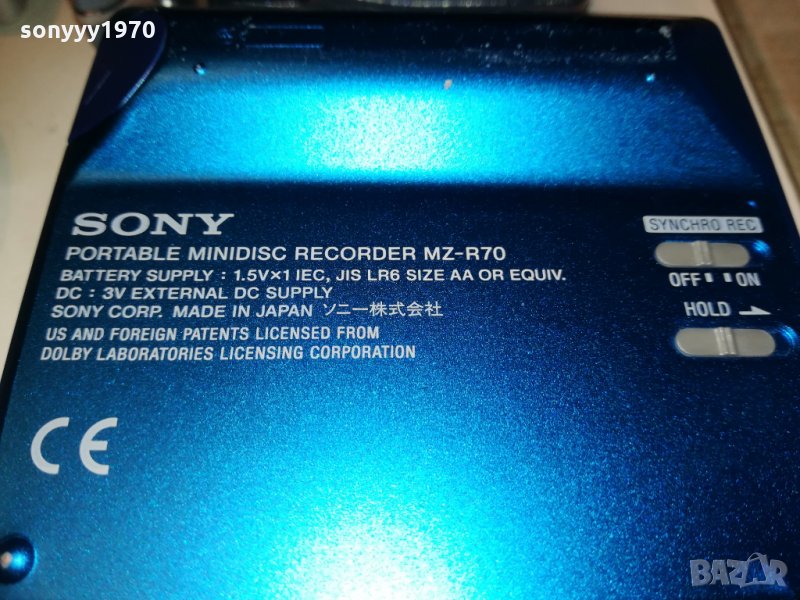 sonyyy1970
SONY
PORTABLE MINIDISC RECORDER MZ-R70
BATTERY SUPPLY : 1.5V×1 IEC, JIS LR6 SIZE AA OR EQUIV.
DC : 3V EXTERNAL DC SUPPLY
SONY CORP. MADE IN JAPAN ソニー株式会社
US AND FOREIGN PATENTS LICENSED FROM
DOLBY LABORATORIES LICENSING CORPORATION
CE
SYNCHRO REC
OFF ON
HOLD
BAZAR